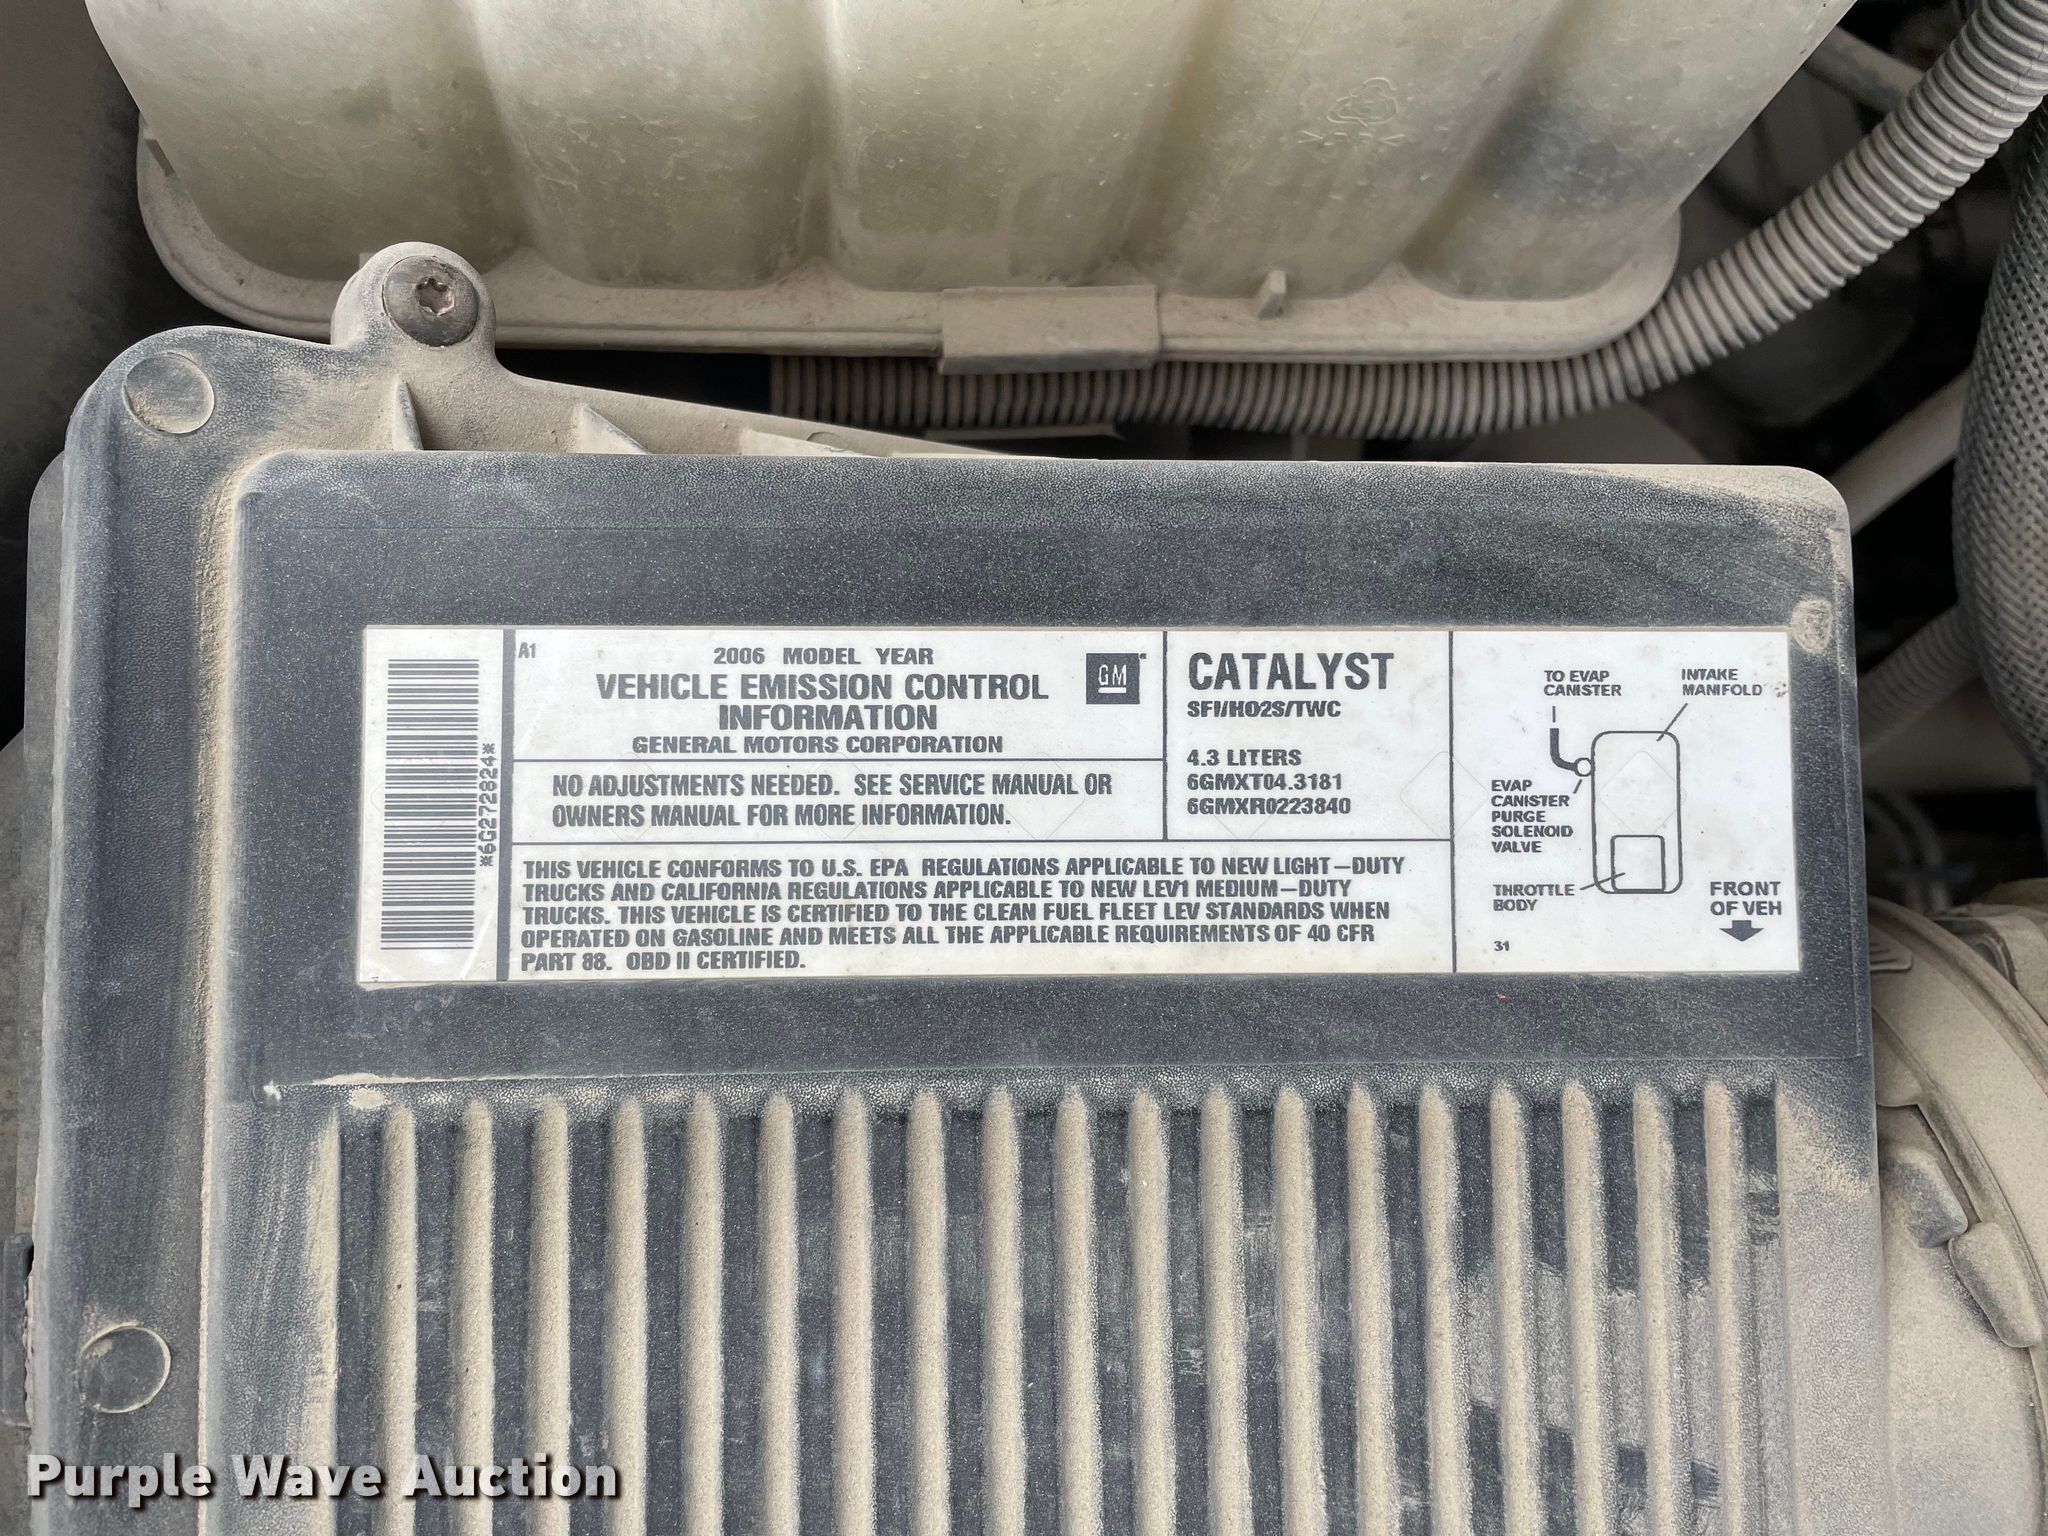 *6G2728624*
A1
2006 MODEL YEAR
VEHICLE EMISSION CONTROL
INFORMATION
GENERAL MOTORS CORPORATION
GM
NO ADJUSTMENTS NEEDED. SEE SERVICE MANUAL OR
OWNERS MANUAL FOR MORE INFORMATION.
CATALYST
SFI/HO2S/TWC
4.3 LITERS
6GMXT04.3181
6GMXR0223840
THIS VEHICLE CONFORMS TO U.S. EPA REGULATIONS APPLICABLE TO NEW LIGHT-DUTY
TRUCKS AND CALIFORNIA REGULATIONS APPLICABLE TO NEW LEV1 MEDIUM-DUTY
TRUCKS. THIS VEHICLE IS CERTIFIED TO THE CLEAN FUEL FLEET LEV STANDARDS WHEN
OPERATED ON GASOLINE AND MEETS ALL THE APPLICABLE REQUIREMENTS OF 40 CFR
PART 88. OBD II CERTIFIED.
TO EVAP
CANISTER
INTAKE
MANIFOLD
EVAP
CANISTER
PURGE
SOLENOID
VALVE
THROTTLE
BODY
FRONT
OF VEH
31
Purple Wave Auction